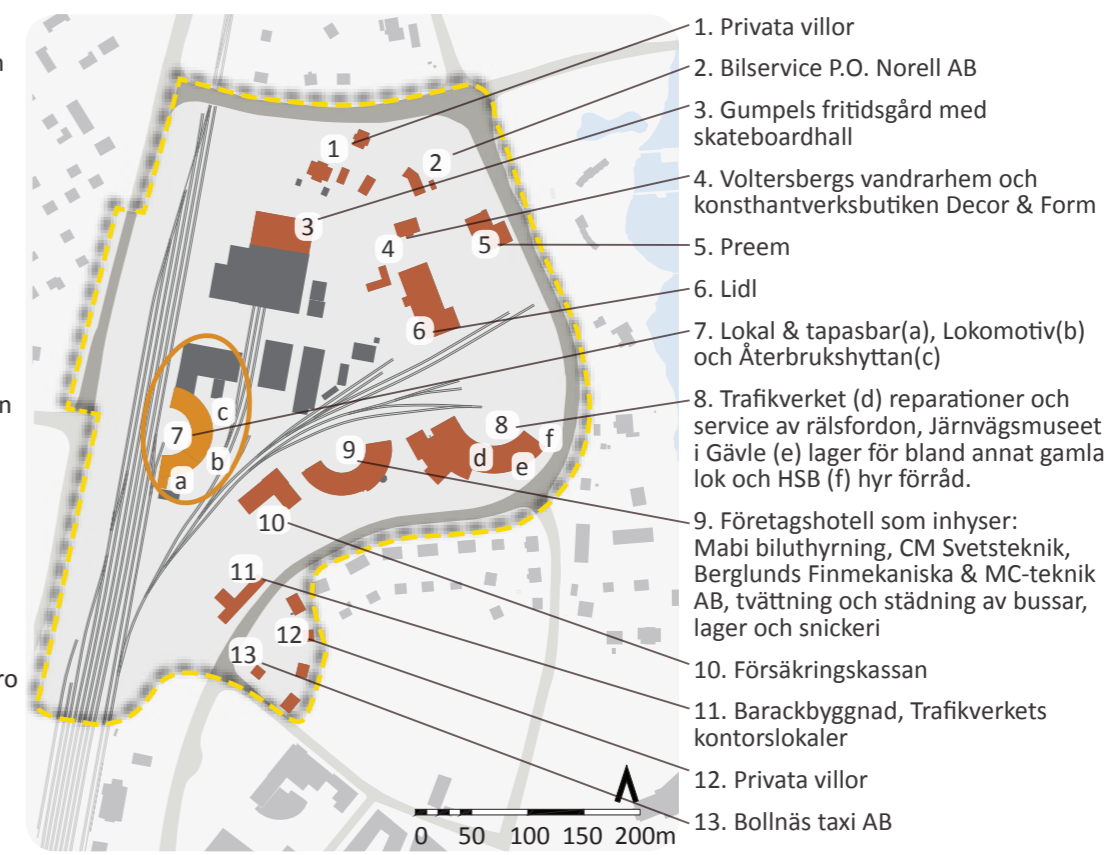 1. Privata villor
2. Bilservice P.O. Norell AB
3. Gumpels fritidsgård med
skateboardhall
4. Voltersbergs vandrarhem och
konsthantverksbutiken Decor & Form
5. Preem
6. Lidl
7. Lokal & tapasbar(a), Lokomotiv(b)
och Återbrukshyttan(c)
8. Trafikverket (d) reparationer och
service av rälsfordon, Järnvägsmuseet
i Gävle (e) lager för bland annat gamla
lok och HSB (f) hyr förråd.
9. Företagshotell som inhyser:
Mabi biluthyrning, CM Svetsteknik,
Berglunds Finmekaniska & MC-teknik
AB, tvättning och städning av bussar,
lager och snickeri
10. Försäkringskassan
11. Barackbyggnad, Trafikverkets
kontorslokaler
12. Privata villor
13. Bollnäs taxi AB
1
2
3
4
5
6
c
7
b
a
8
f
d
e
9
10
11
12
13
0 50 100 150 200m